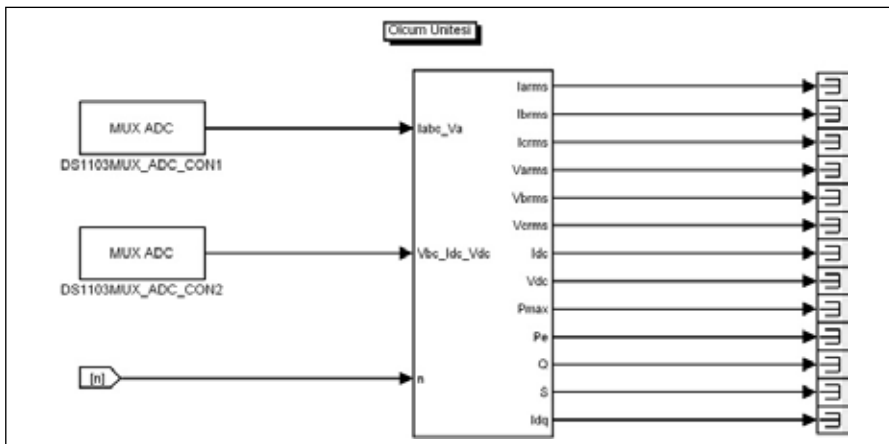 Olcum Unitesi
MUX ADC
DS1103MUX_ADC_CON1
MUX ADC
DS1103MUX_ADC_CON2
[n]
Iabc_Va
Vbc_Idc_Vdc
n
Iarms
Ibrms
Icrms
Varms
Vbrms
Vcrms
Idc
Vdc
Pmax
Pe
Q
S
Idq